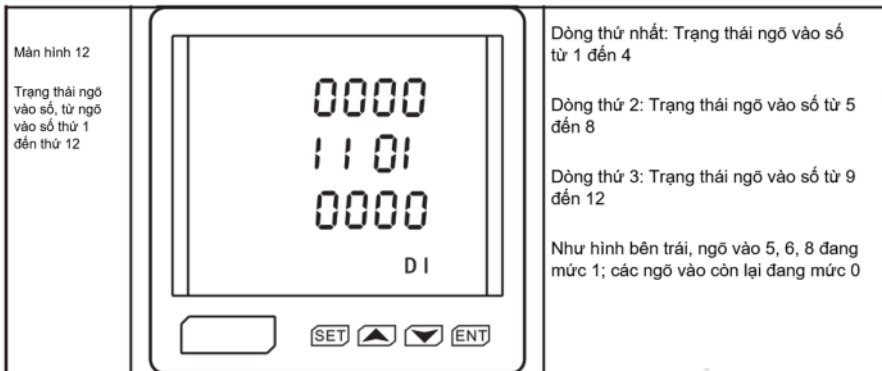 Màn hình 12
Trạng thái ngõ
vào số, từ ngõ
vào số thứ 1
đến thứ 12
0000
1101
0000
DI
SET
ENT
Dòng thứ nhất: Trạng thái ngõ vào số
từ 1 đến 4
Dòng thứ 2: Trạng thái ngõ vào số từ 5
đến 8
Dòng thứ 3: Trạng thái ngõ vào số từ 9
đến 12
Như hình bên trái, ngõ vào 5, 6, 8 đang
mức 1; các ngõ vào còn lại đang mức 0